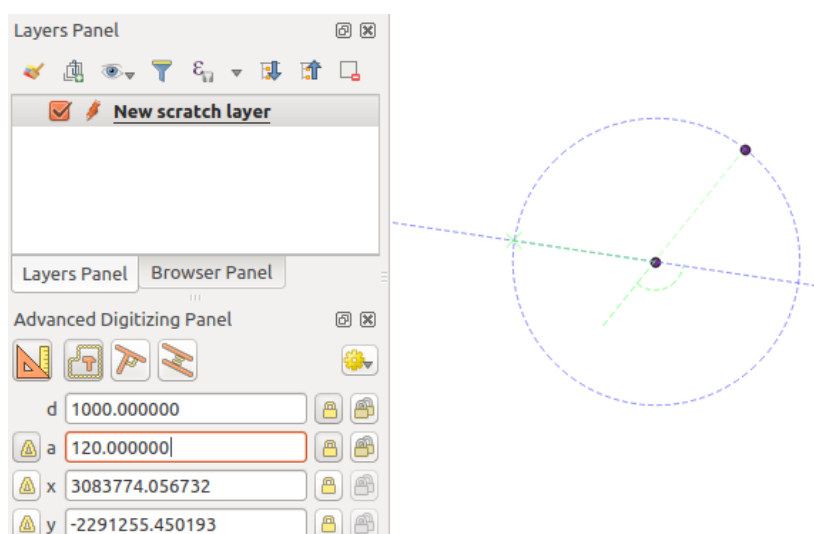 Layers Panel
New scratch layer
Layers Panel Browser Panel
Advanced Digitizing Panel
d 1000.000000
a 120.000000
x 3083774.056732
y -2291255.450193